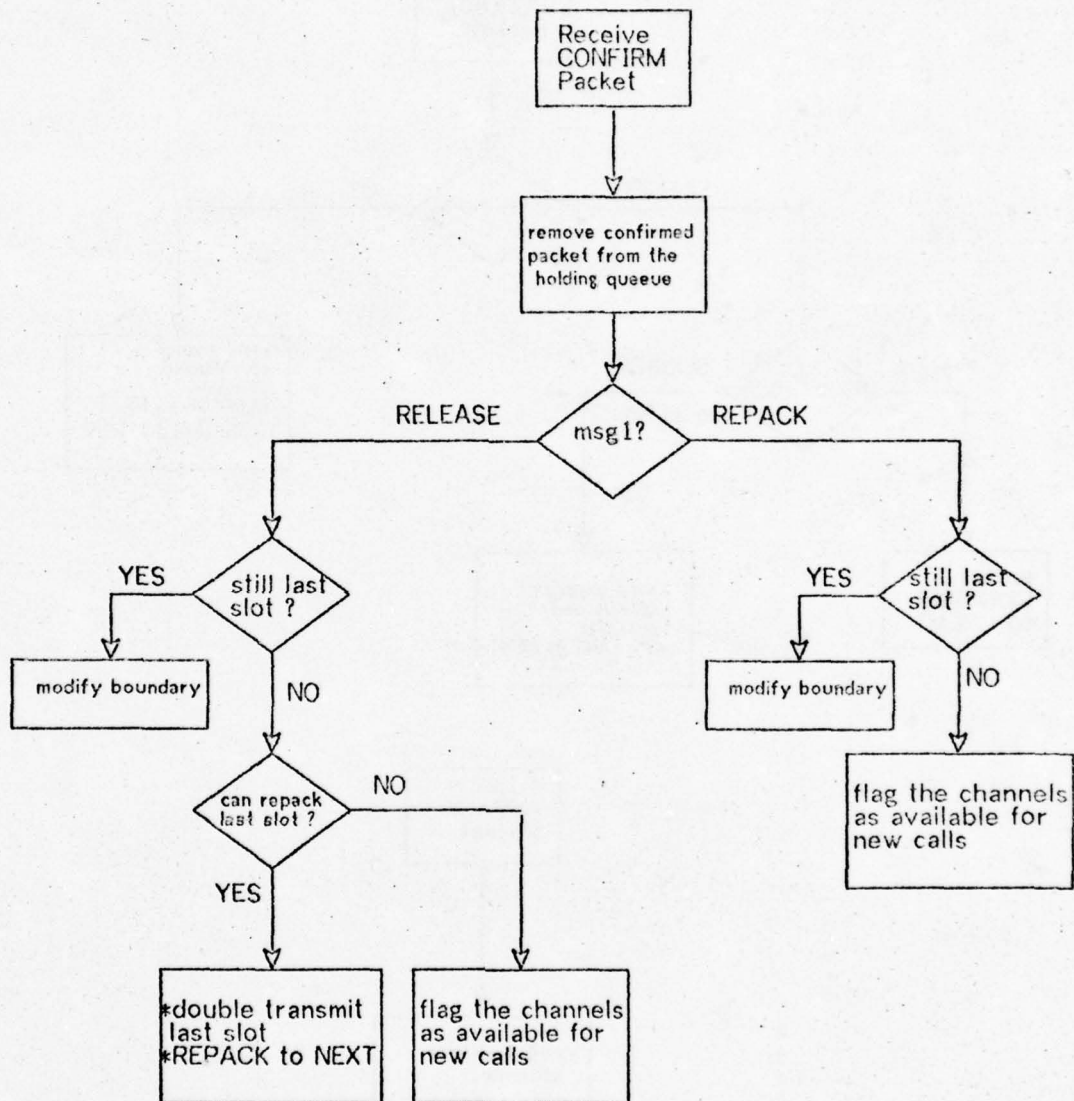 Receive
CONFIRM
Packet
remove confirmed
packet from the
holding queeue
RELEASE
msg1?
REPACK
YES
still last
slot ?
YES
still last
slot ?
modify boundary
NO
modify boundary
NO
can repack
last slot ?
NO
flag the channels
as available for
new calls
YES
*double transmit
last slot
*REPACK to NEXT
flag the channels
as available for
new calls